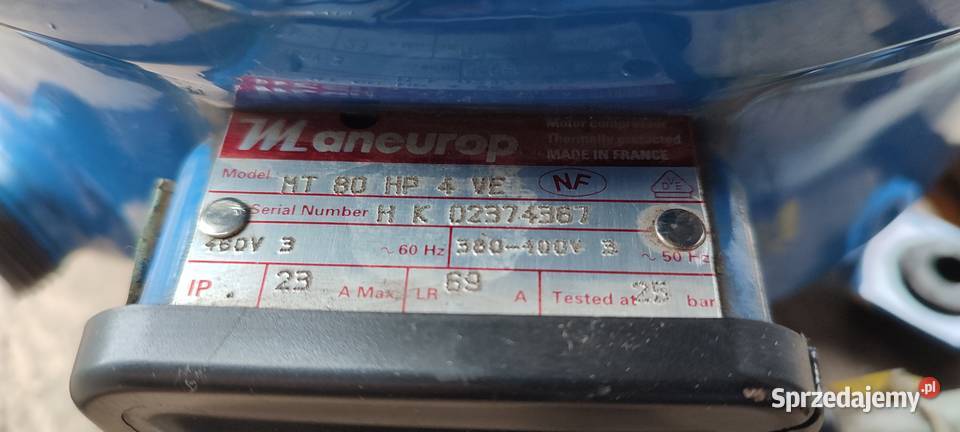 Maneurop
Motor compressor
Thermally protected
MADE IN FRANCE
Model MT 80 HP 4 VE NF
Serial Number H K 02374387
460V 3 ~ 60 Hz 380-400V 3 ~ 50 Hz
IP. 23 A Max. LR 69 A Tested at 25 bar
Sprzedajemy.pl